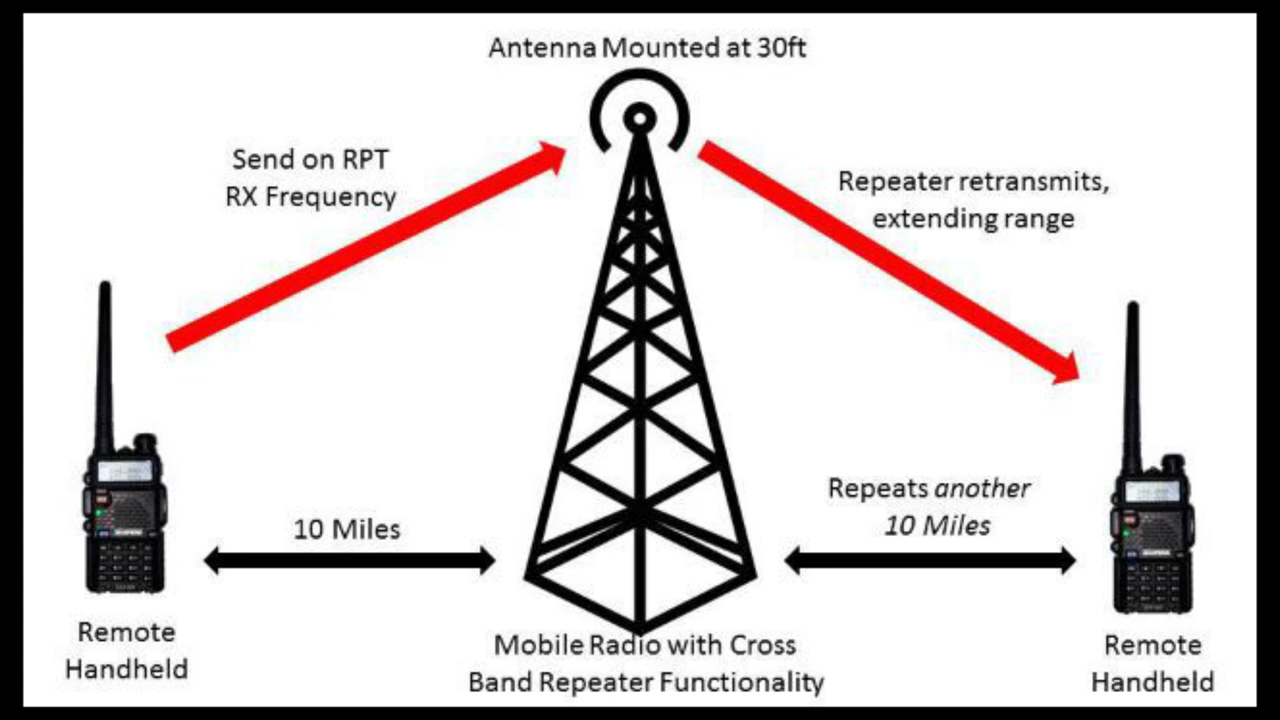 Antenna Mounted at 30ft
Send on RPT
RX Frequency
Repeater retransmits,
extending range
10 Miles
Repeats another
10 Miles
Remote
Handheld
Mobile Radio with Cross
Band Repeater Functionality
Remote
Handheld